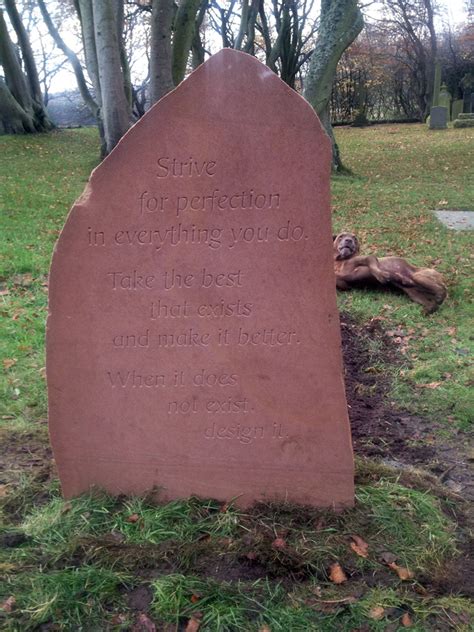 Strive
for perfection
in everything you do.
Take the best
that exists
and make it better.
When it does
not exist.
design it.